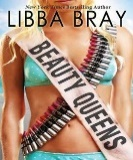 New York Times Bestselling Author
LIBBA BRAY
BEAUTY QUEENS